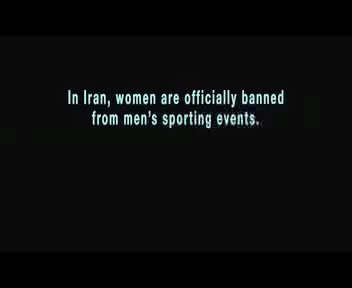 In Iran, women are officially banned
from men's sporting events.